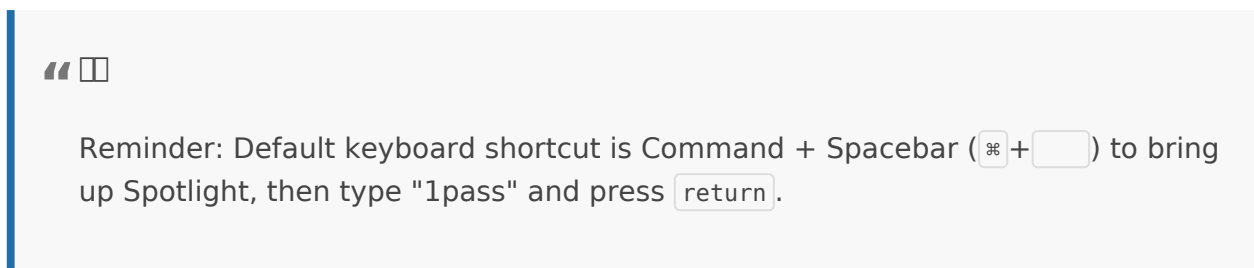 “
Reminder: Default keyboard shortcut is Command + Spacebar (⌘+ ) to bring
up Spotlight, then type "1pass" and press return.